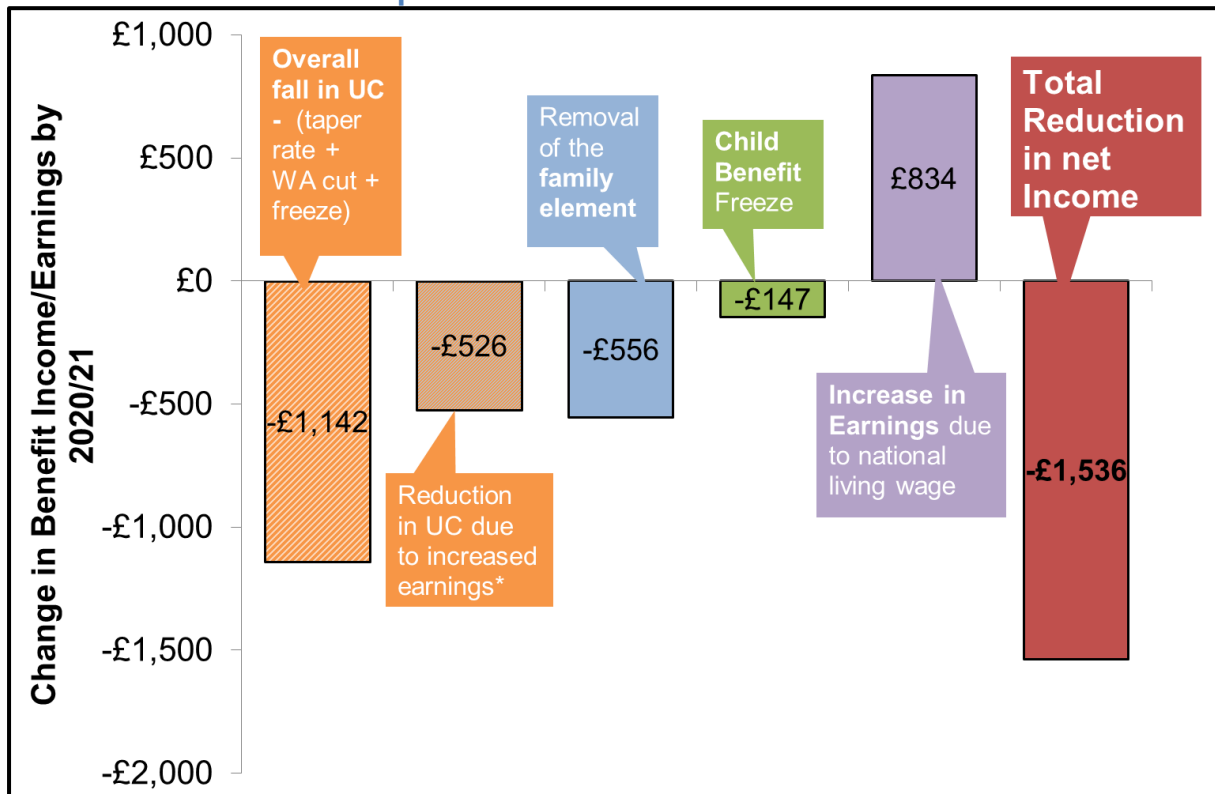 £1,000
£500
£0
-£500
-£1,000
-£1,500
-£2,000
Change in Benefit Income/Earnings by
2020/21
Overall
fall in UC
- (taper
rate +
WA cut +
freeze)
-£1,142
-£526
Reduction
in UC due
to increased
earnings*
Removal
of the
family
element
-£556
Child
Benefit
Freeze
-£147
£834
Increase in
Earnings due
to national
living wage
Total
Reduction
in net
Income
-£1,536